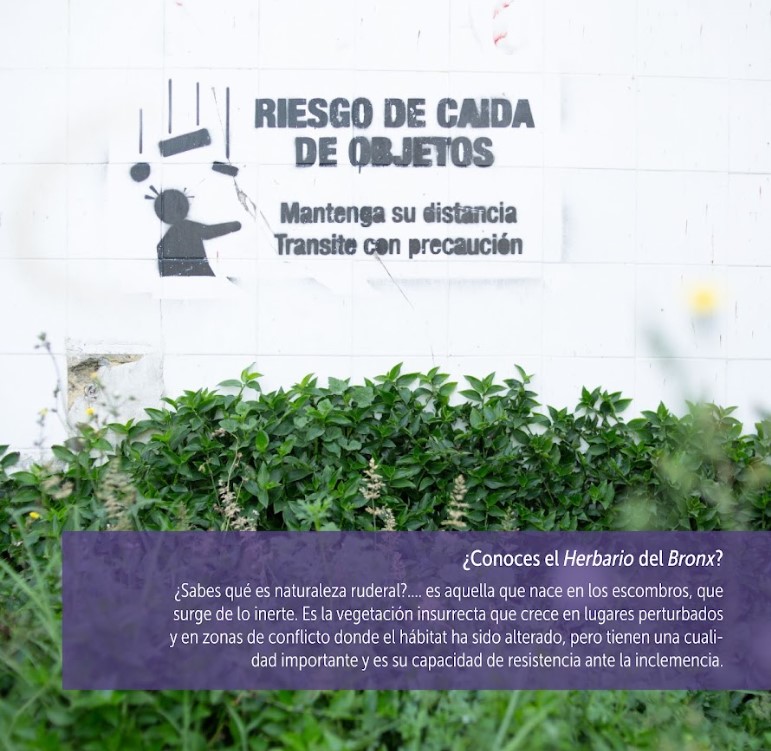 RIESGO DE CAIDA
DE OBJETOS
Mantenga su distancia
Transite con precaución
¿Conoces el Herbario del Bronx?
¿Sabes qué es naturaleza ruderal?.... es aquella que nace en los escombros, que
surge de lo inerte. Es la vegetación insurrecta que crece en lugares perturbados
y en zonas de conflicto donde el hábitat ha sido alterado, pero tienen una cuali-
dad importante y es su capacidad de resistencia ante la inclemencia.